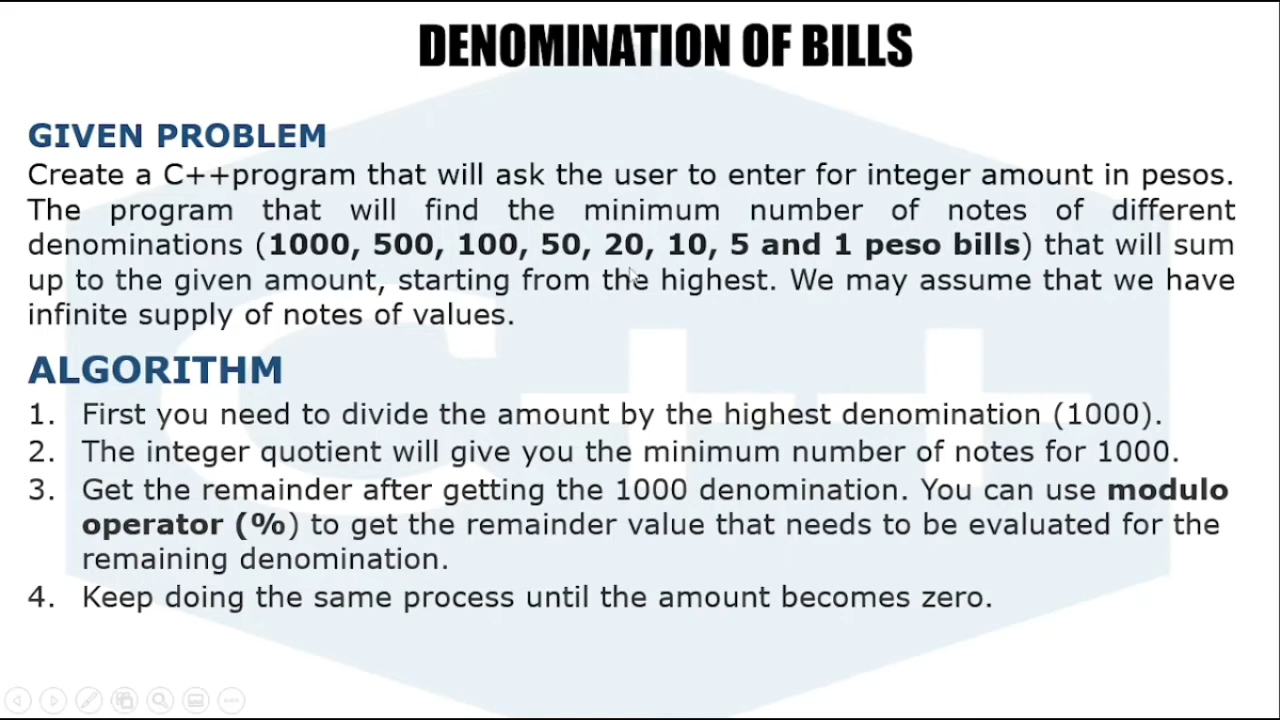 DENOMINATION OF BILLS
GIVEN PROBLEM
Create a C++program that will ask the user to enter for integer amount in pesos.
The program that will find the minimum number of notes of different
denominations (1000, 500, 100, 50, 20, 10, 5 and 1 peso bills) that will sum
up to the given amount, starting from the highest. We may assume that we have
infinite supply of notes of values.
ALGORITHM
1. First you need to divide the amount by the highest denomination (1000).
2. The integer quotient will give you the minimum number of notes for 1000.
3. Get the remainder after getting the 1000 denomination. You can use modulo
operator (%) to get the remainder value that needs to be evaluated for the
remaining denomination.
4. Keep doing the same process until the amount becomes zero.
C++